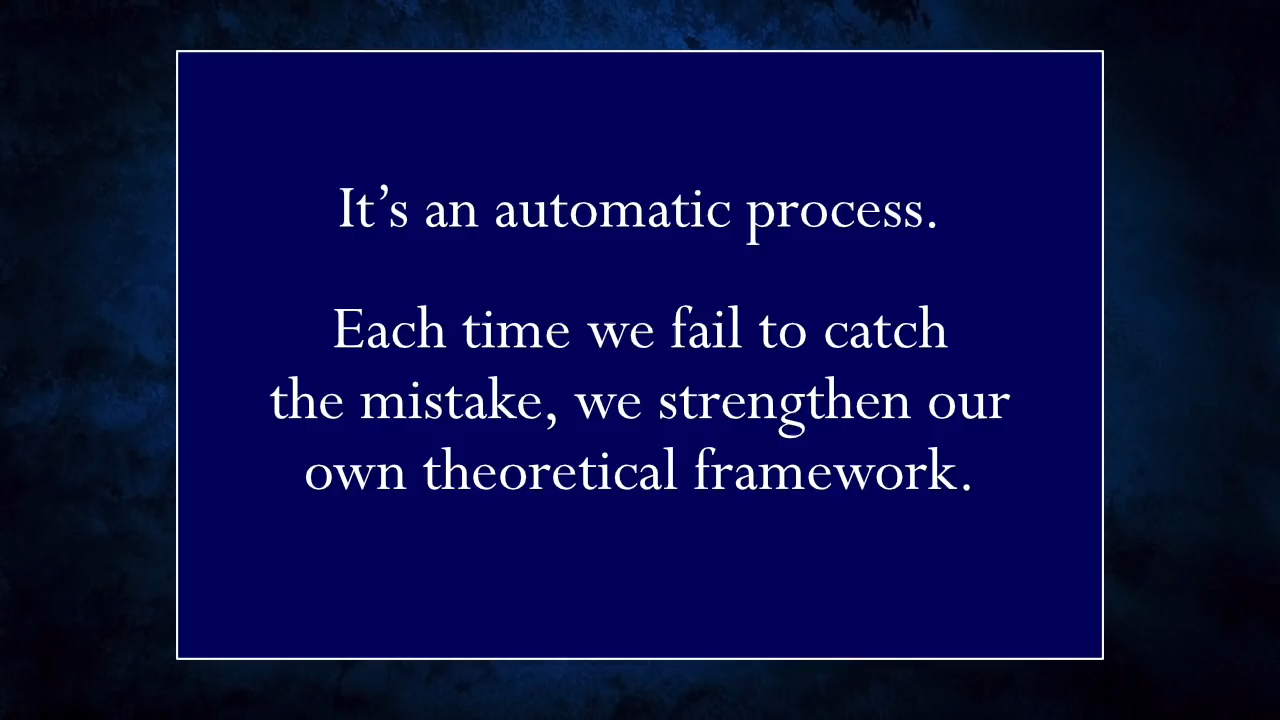 It’s an automatic process.
Each time we fail to catch
the mistake, we strengthen our
own theoretical framework.